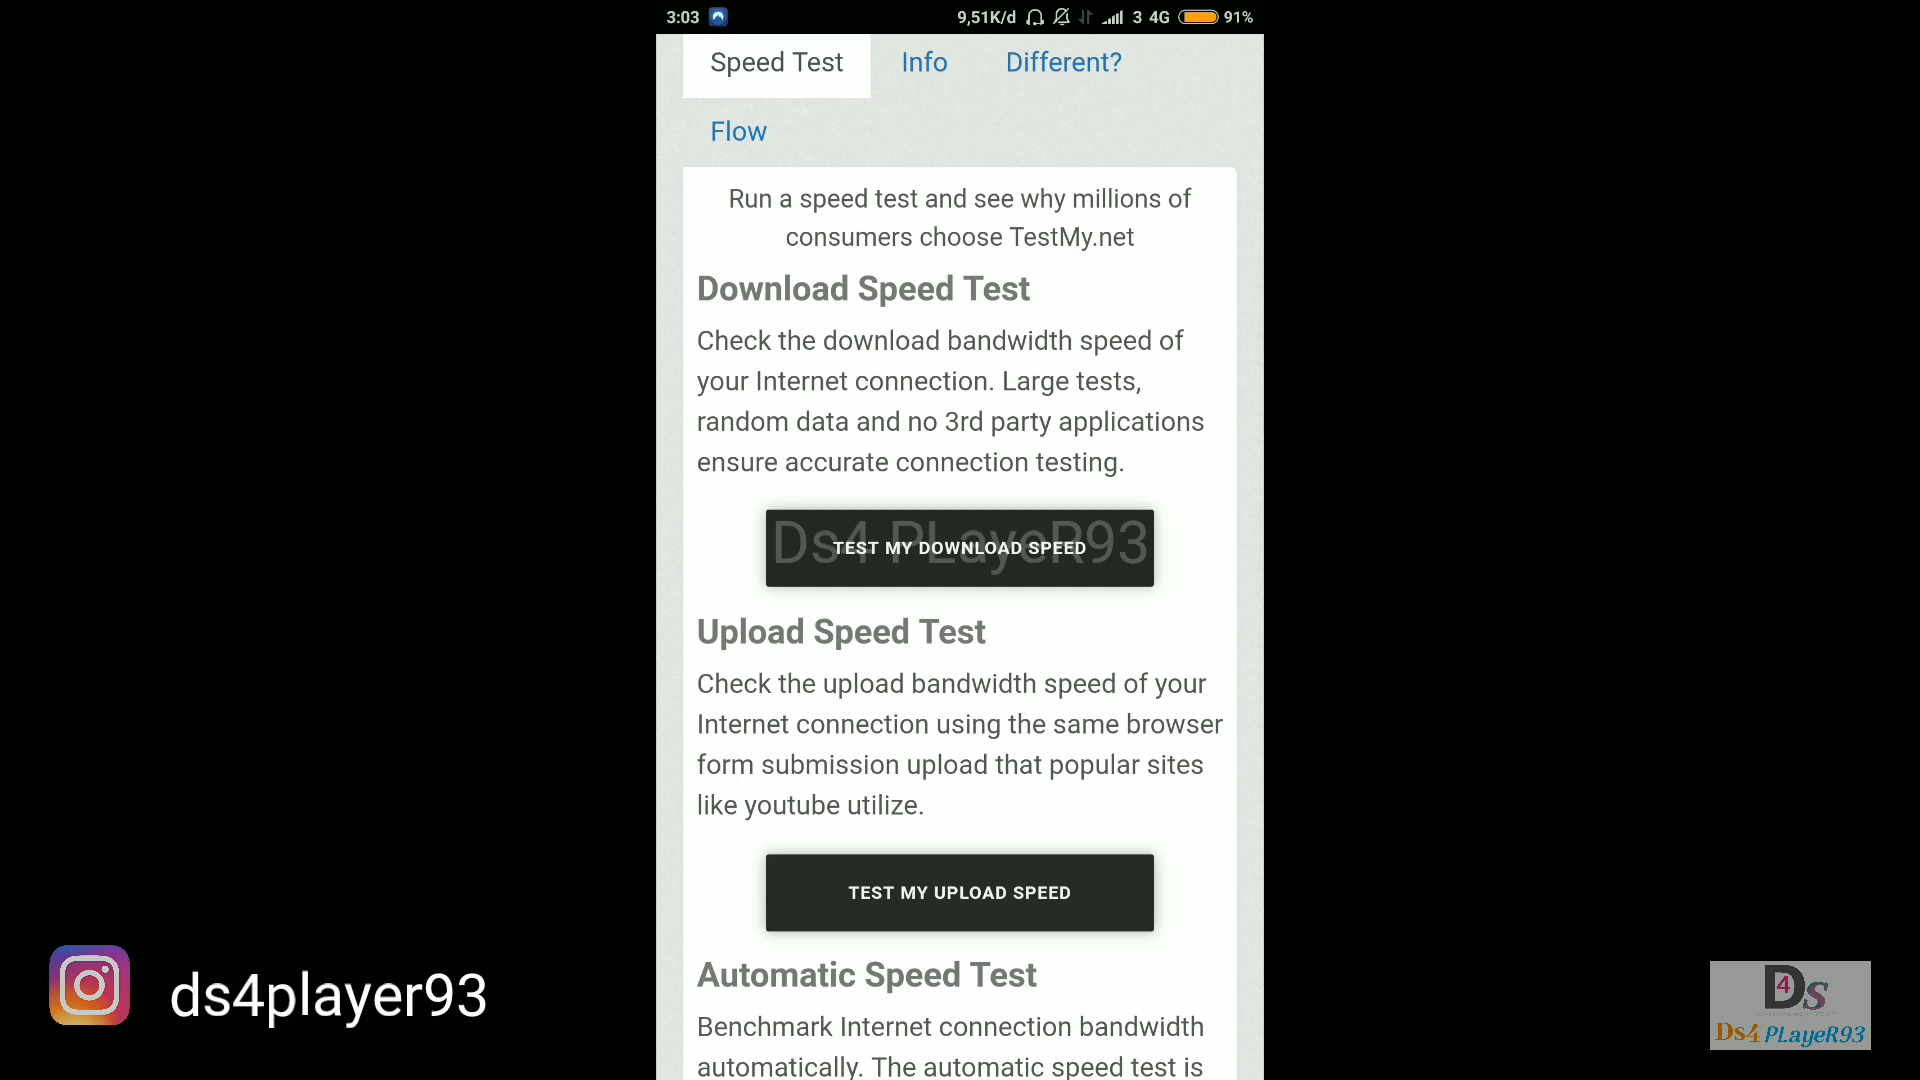 3:03 9,51K/d 3 4G 91%
Speed Test Info Different?
Flow
Run a speed test and see why millions of
consumers choose TestMy.net
Download Speed Test
Check the download bandwidth speed of
your Internet connection. Large tests,
random data and no 3rd party applications
ensure accurate connection testing.
Ds4 PLayeR93
TEST MY DOWNLOAD SPEED
Upload Speed Test
Check the upload bandwidth speed of your
Internet connection using the same browser
form submission upload that popular sites
like youtube utilize.
TEST MY UPLOAD SPEED
Automatic Speed Test
Benchmark Internet connection bandwidth
automatically. The automatic speed test is
ds4player93
D4s
Ds4 PLayeR93